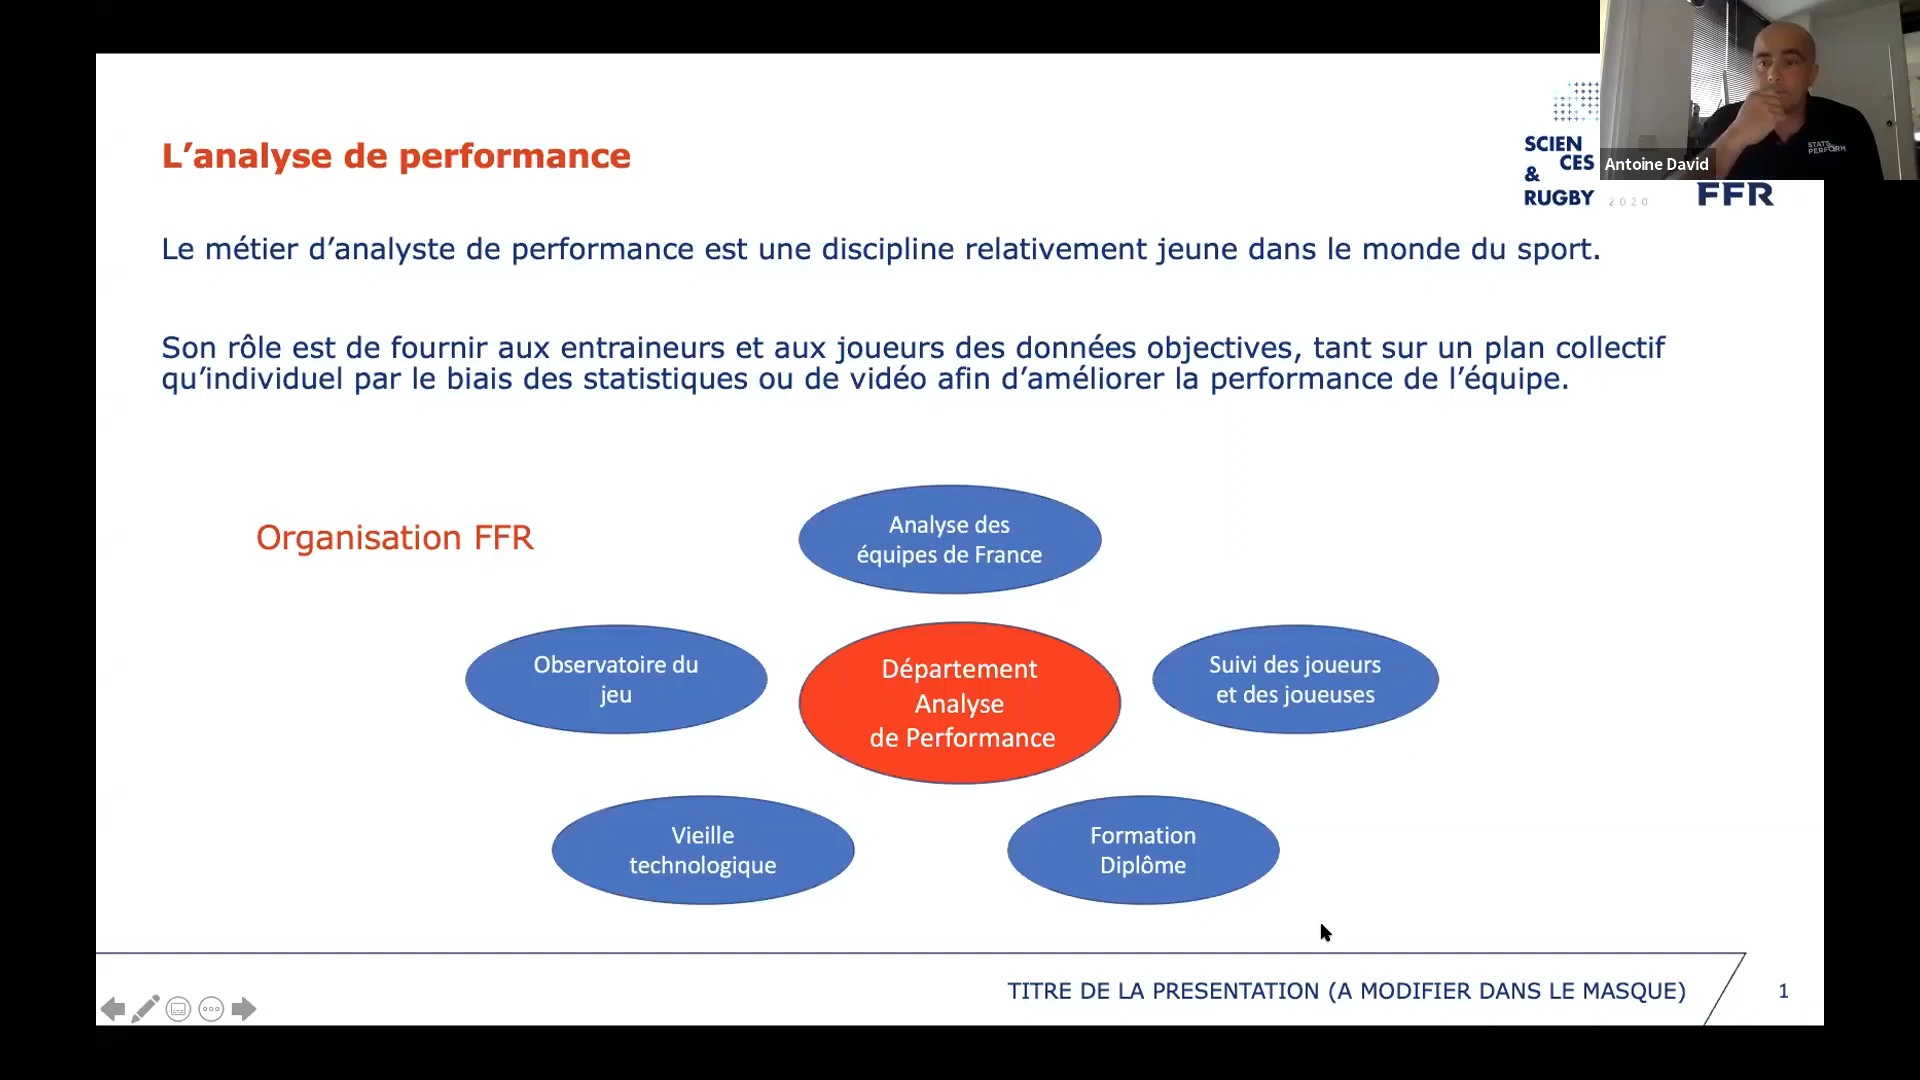 L’analyse de performance
SCIEN
CES
&
RUGBY
2020
FFR
STATS
PERFORM
Antoine David
Le métier d’analyste de performance est une discipline relativement jeune dans le monde du sport.
Son rôle est de fournir aux entraineurs et aux joueurs des données objectives, tant sur un plan collectif
qu’individuel par le biais des statistiques ou de vidéo afin d’améliorer la performance de l’équipe.
Organisation FFR
Analyse des
équipes de France
Observatoire du
jeu
Département
Analyse
de Performance
Suivi des joueurs
et des joueuses
Vieille
technologique
Formation
Diplôme
TITRE DE LA PRESENTATION (A MODIFIER DANS LE MASQUE)
1